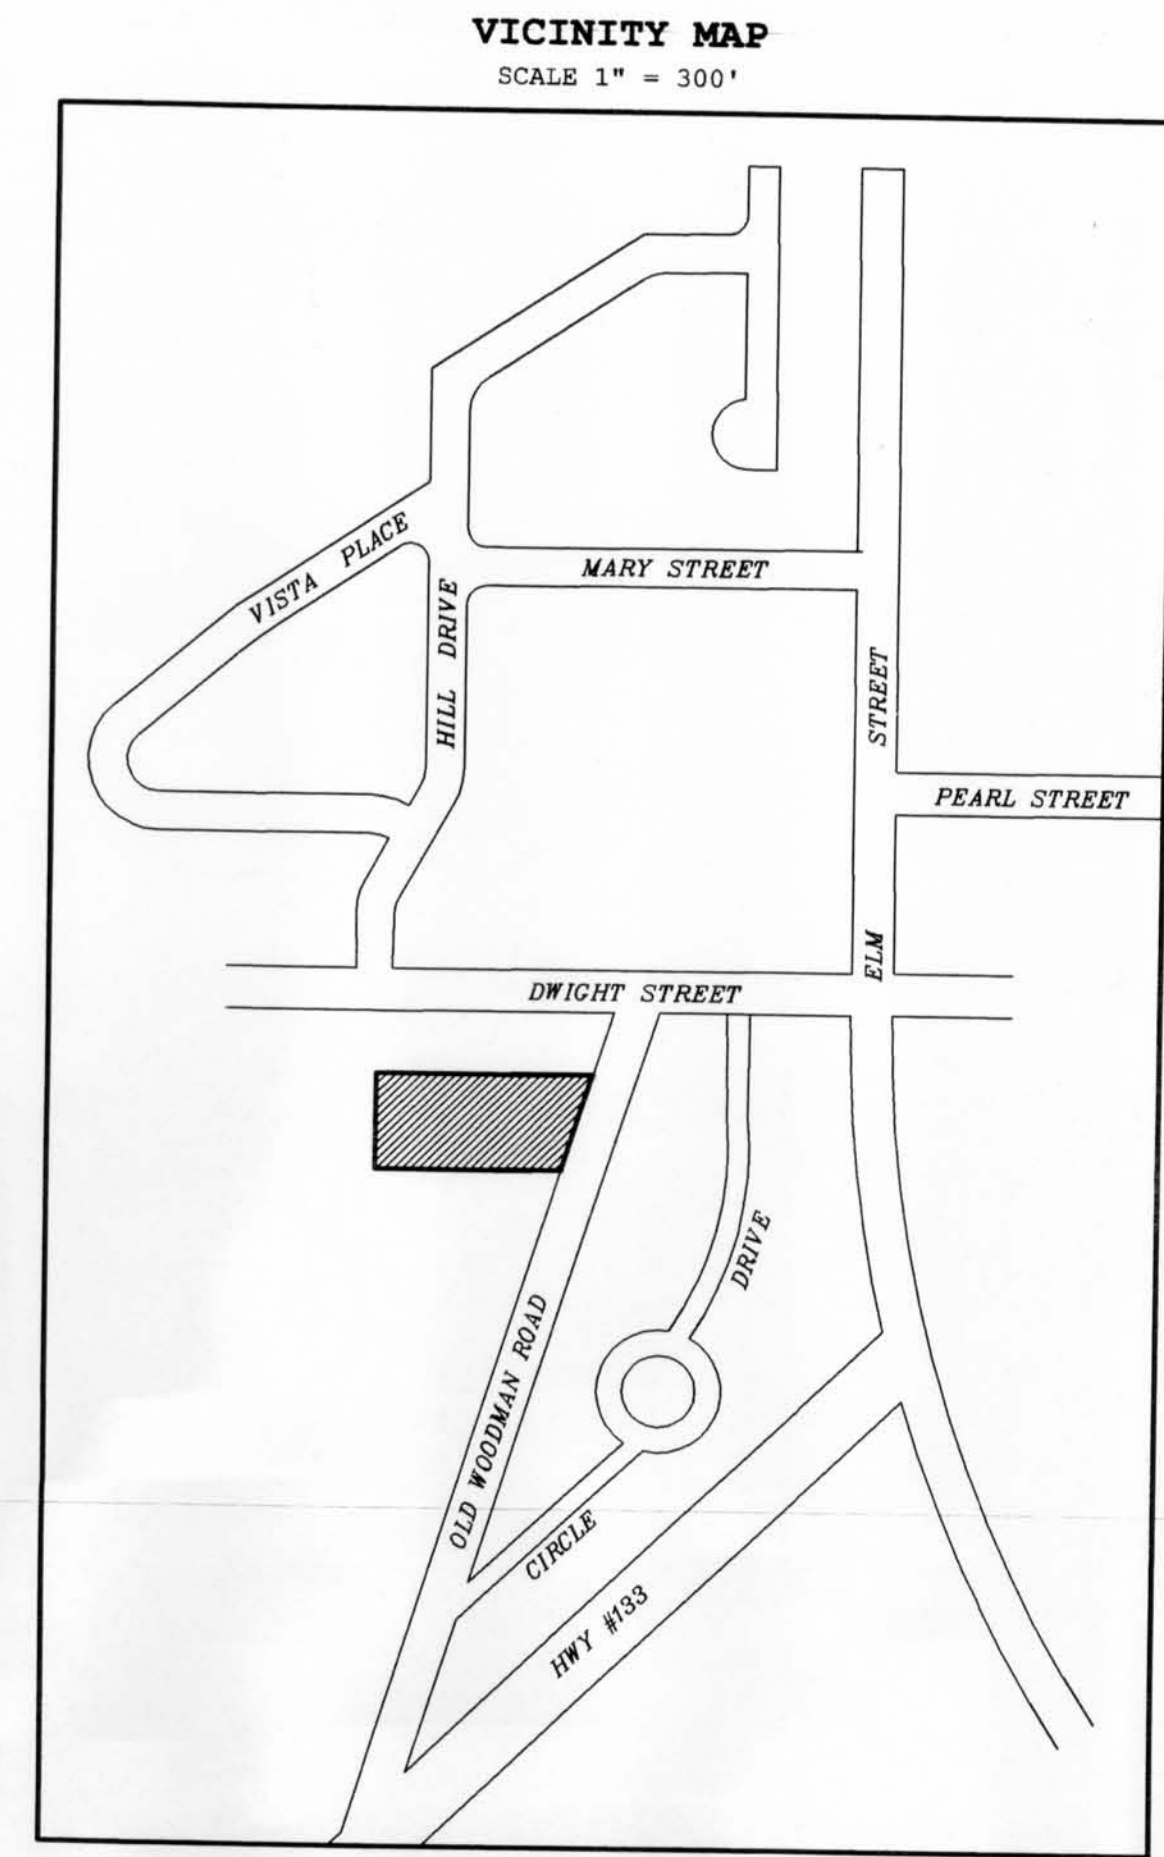 VICINITY MAP
SCALE 1" = 300'
VISTA PLACE
MARY STREET
HILL DRIVE
STREET
PEARL STREET
ELM
DWIGHT STREET
DRIVE
OLD WOODMAN ROAD
CIRCLE
HWY #133